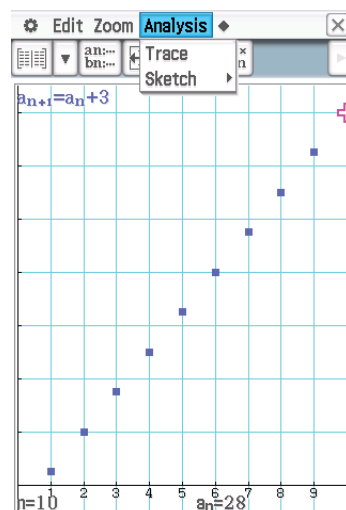 Edit Zoom Analysis
an:… bn:…
Trace
Sketch
an+1=an+3
1 2 3 4 5 6 7 8 9
n=10 an=28